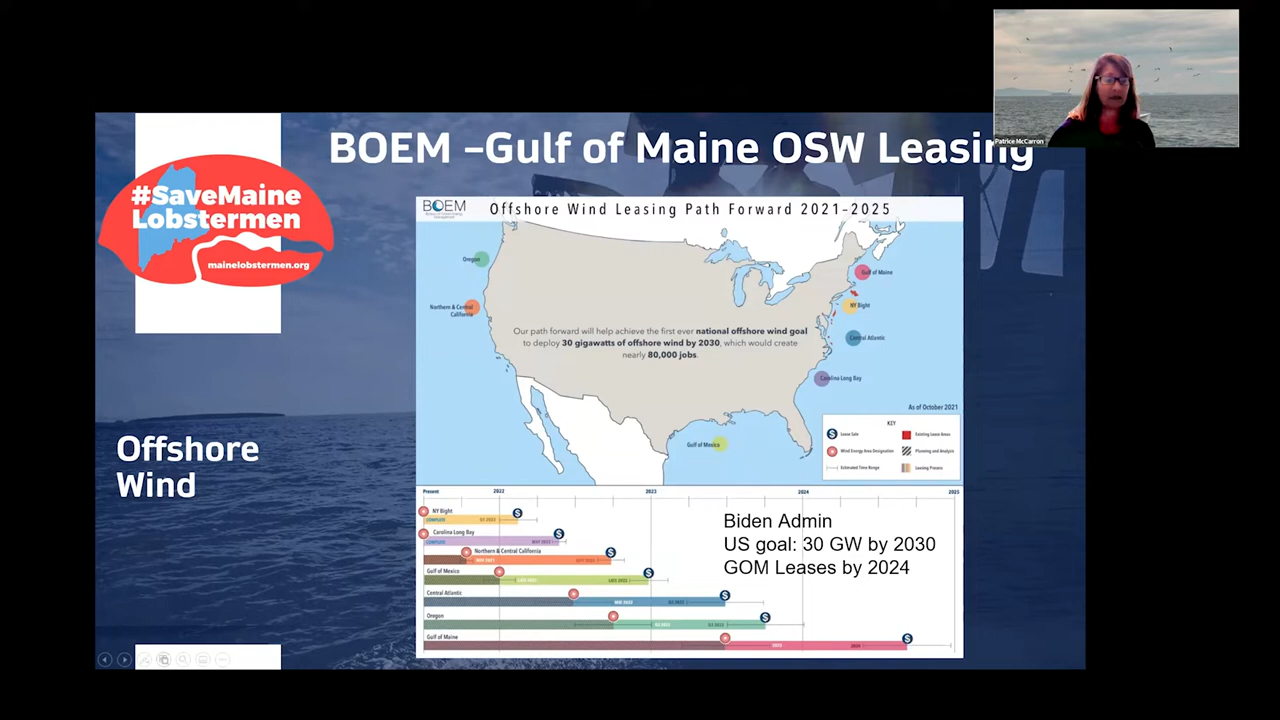 Patrice McCarron
BOEM –Gulf of Maine OSW Leasing
#SaveMaine
Lobstermen
mainelobstermen.org
Offshore
Wind
BOEM
Offshore Wind Leasing Path Forward 2021-2025
Oregon
Northern & Central
California
Gulf of Maine
NY Bight
Central Atlantic
Carolina Long Bay
Gulf of Mexico
Our path forward will help achieve the first ever national offshore wind goal
to deploy 30 gigawatts of offshore wind by 2030, which would create
nearly 80,000 jobs.
As of October 2021
KEY
Lease Sale
Existing Lease Areas
Wind Energy Area Designation
Planning and Analysis
Estimated Time Range
Leasing Process
Present
2022
2023
2024
2025
NY Bight
COMPLETE
Carolina Long Bay
COMPLETE
Northern & Central California
Gulf of Mexico
Central Atlantic
Oregon
Gulf of Maine
Biden Admin
US goal: 30 GW by 2030
GOM Leases by 2024